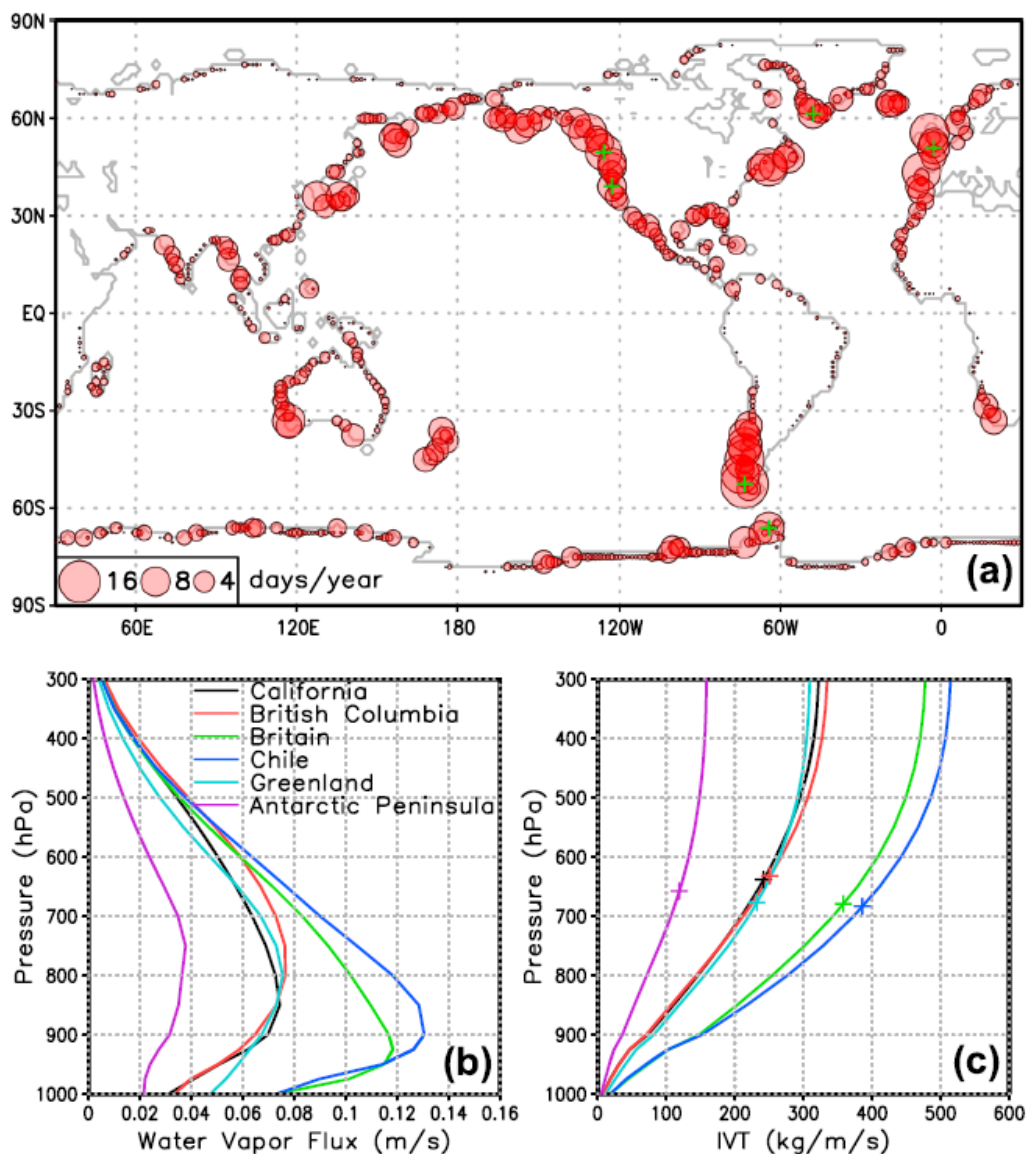 90N
60N
30N
EQ
30S
60S
90S
16 8 4 days/year
(a)
60E 120E 180 120W 60W 0
300
400
500
600
700
800
900
1000
Pressure (hPa)
California
British Columbia
Britain
Chile
Greenland
Antarctic Peninsula
(b)
0 0.02 0.04 0.06 0.08 0.1 0.12 0.14 0.16
Water Vapor Flux (m/s)
300
400
500
600
700
800
900
1000
Pressure (hPa)
(c)
0 100 200 300 400 500 600
IVT (kg/m/s)